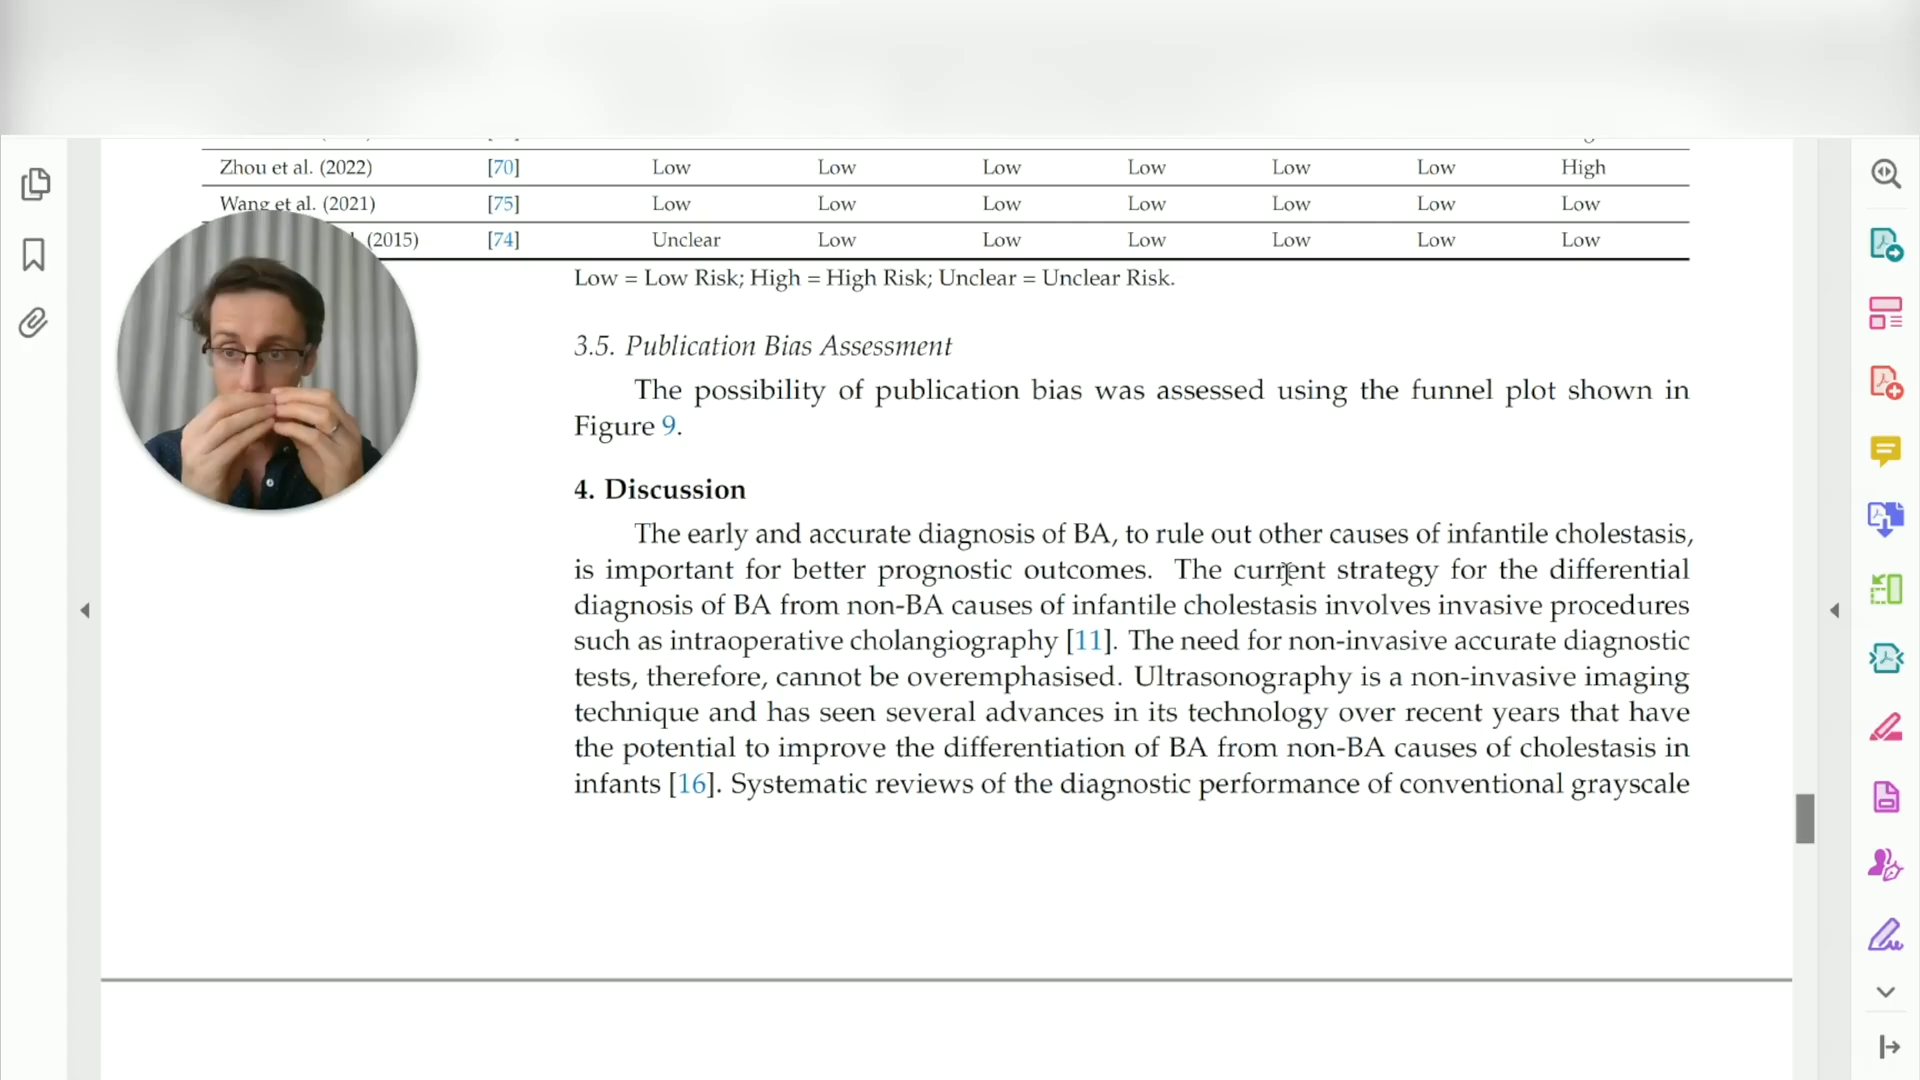 Zhou et al. (2022) [70] Low Low Low Low Low Low High
Wang et al. (2021) [75] Low Low Low Low Low Low Low
(2015) [74] Unclear Low Low Low Low Low Low
Low = Low Risk; High = High Risk; Unclear = Unclear Risk.
3.5. Publication Bias Assessment
The possibility of publication bias was assessed using the funnel plot shown in
Figure 9.
4. Discussion
The early and accurate diagnosis of BA, to rule out other causes of infantile cholestasis,
is important for better prognostic outcomes. The current strategy for the differential
diagnosis of BA from non-BA causes of infantile cholestasis involves invasive procedures
such as intraoperative cholangiography [11]. The need for non-invasive accurate diagnostic
tests, therefore, cannot be overemphasised. Ultrasonography is a non-invasive imaging
technique and has seen several advances in its technology over recent years that have
the potential to improve the differentiation of BA from non-BA causes of cholestasis in
infants [16]. Systematic reviews of the diagnostic performance of conventional grayscale